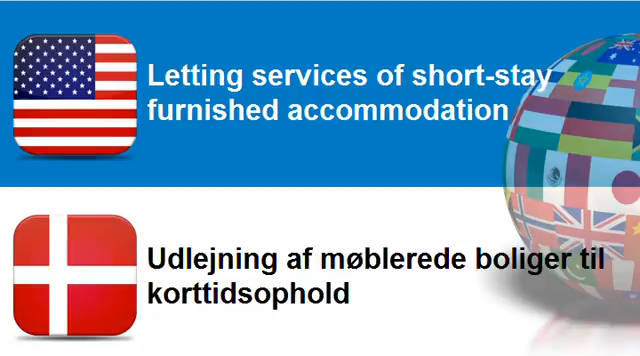 Letting services of short-stay
furnished accommodation
Udlejning af møblerede boliger til
korttidsophold